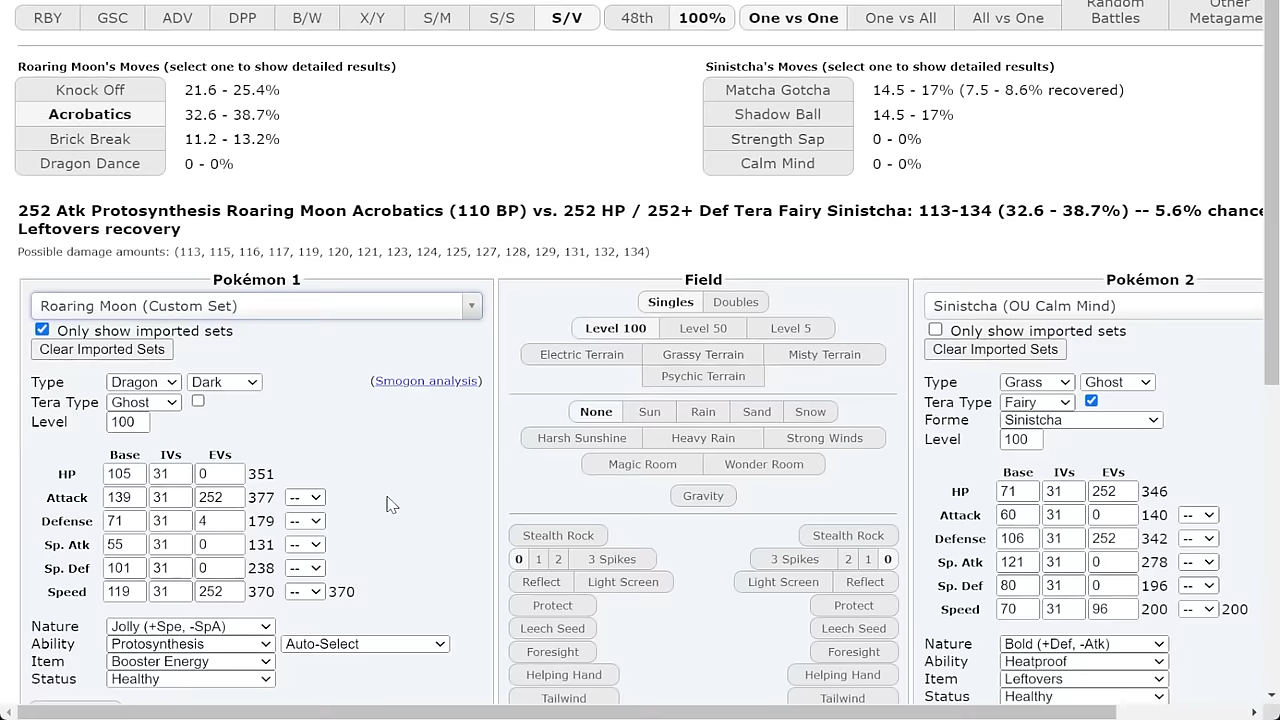 RBY GSC ADV DPP B/W X/Y S/M S/S S/V 48th 100% One vs One One vs All All vs One Random Battles Other Metagame
Roaring Moon's Moves (select one to show detailed results)
Knock Off 21.6 - 25.4%
Acrobatics 32.6 - 38.7%
Brick Break 11.2 - 13.2%
Dragon Dance 0 - 0%
Sinistcha's Moves (select one to show detailed results)
Matcha Gotcha 14.5 - 17% (7.5 - 8.6% recovered)
Shadow Ball 14.5 - 17%
Strength Sap 0 - 0%
Calm Mind 0 - 0%
252 Atk Protosynthesis Roaring Moon Acrobatics (110 BP) vs. 252 HP / 252+ Def Tera Fairy Sinistcha: 113-134 (32.6 - 38.7%) -- 5.6% chance
Leftovers recovery
Possible damage amounts: (113, 115, 116, 117, 119, 120, 121, 123, 124, 125, 127, 128, 129, 131, 132, 134)
Pokémon 1
Roaring Moon (Custom Set)
Only show imported sets
Clear Imported Sets
Type Dragon Dark (Smogon analysis)
Tera Type Ghost
Level 100
Base IVs EVs
HP 105 31 0 351
Attack 139 31 252 377 --
Defense 71 31 4 179 --
Sp. Atk 55 31 0 131 --
Sp. Def 101 31 0 238 --
Speed 119 31 252 370 -- 370
Nature Jolly (+Spe, -SpA)
Ability Protosynthesis Auto-Select
Item Booster Energy
Status Healthy
Field
Singles Doubles
Level 100 Level 50 Level 5
Electric Terrain Grassy Terrain Misty Terrain
Psychic Terrain
None Sun Rain Sand Snow
Harsh Sunshine Heavy Rain Strong Winds
Magic Room Wonder Room
Gravity
Stealth Rock Stealth Rock
0 1 2 3 Spikes 3 Spikes 2 1 0
Reflect Light Screen Light Screen Reflect
Protect Protect
Leech Seed Leech Seed
Foresight Foresight
Helping Hand Helping Hand
Tailwind Tailwind
Pokémon 2
Sinistcha (OU Calm Mind)
Only show imported sets
Clear Imported Sets
Type Grass Ghost
Tera Type Fairy
Forme Sinistcha
Level 100
Base IVs EVs
HP 71 31 252 346
Attack 60 31 0 140 --
Defense 106 31 252 342 --
Sp. Atk 121 31 0 278 --
Sp. Def 80 31 0 196 --
Speed 70 31 96 200 -- 200
Nature Bold (+Def, -Atk)
Ability Heatproof
Item Leftovers
Status Healthy